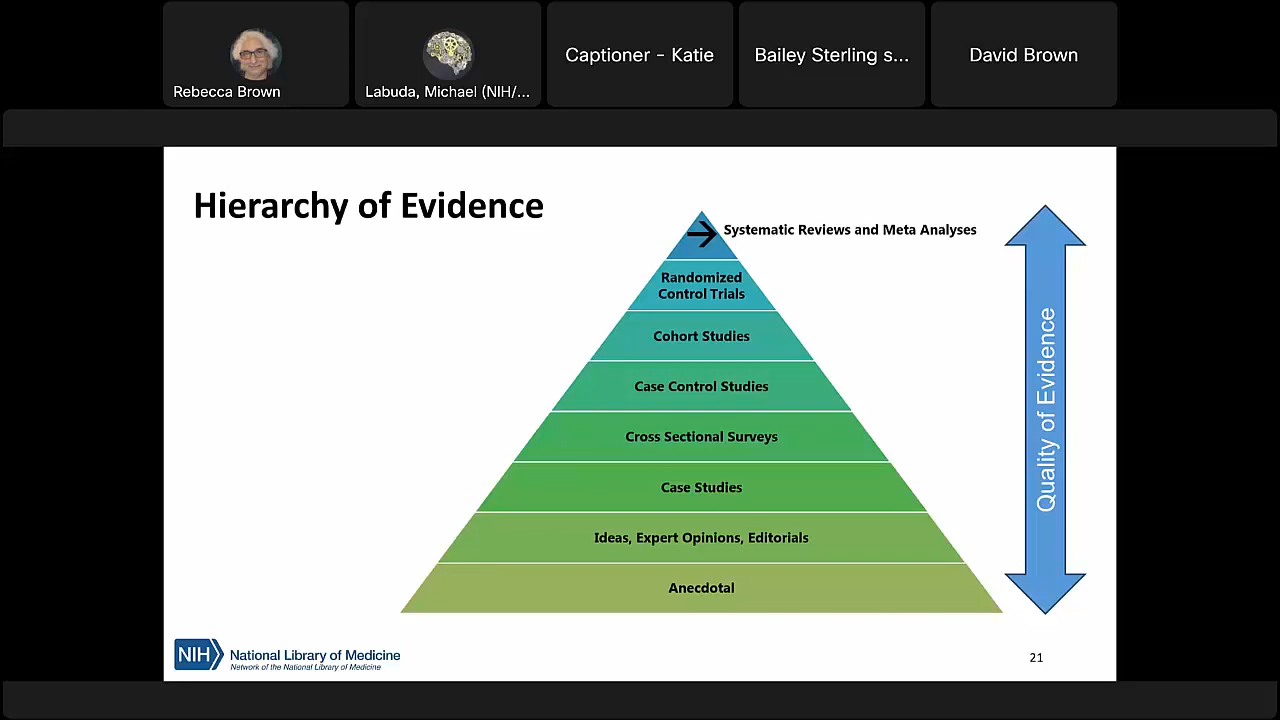 Rebecca Brown
Labuda, Michael (NIH/...
Captioner - Katie
Bailey Sterling s...
David Brown
Hierarchy of Evidence
Systematic Reviews and Meta Analyses
Randomized
Control Trials
Cohort Studies
Case Control Studies
Cross Sectional Surveys
Case Studies
Ideas, Expert Opinions, Editorials
Anecdotal
Quality of Evidence
NIH National Library of Medicine
Network of the National Library of Medicine
21